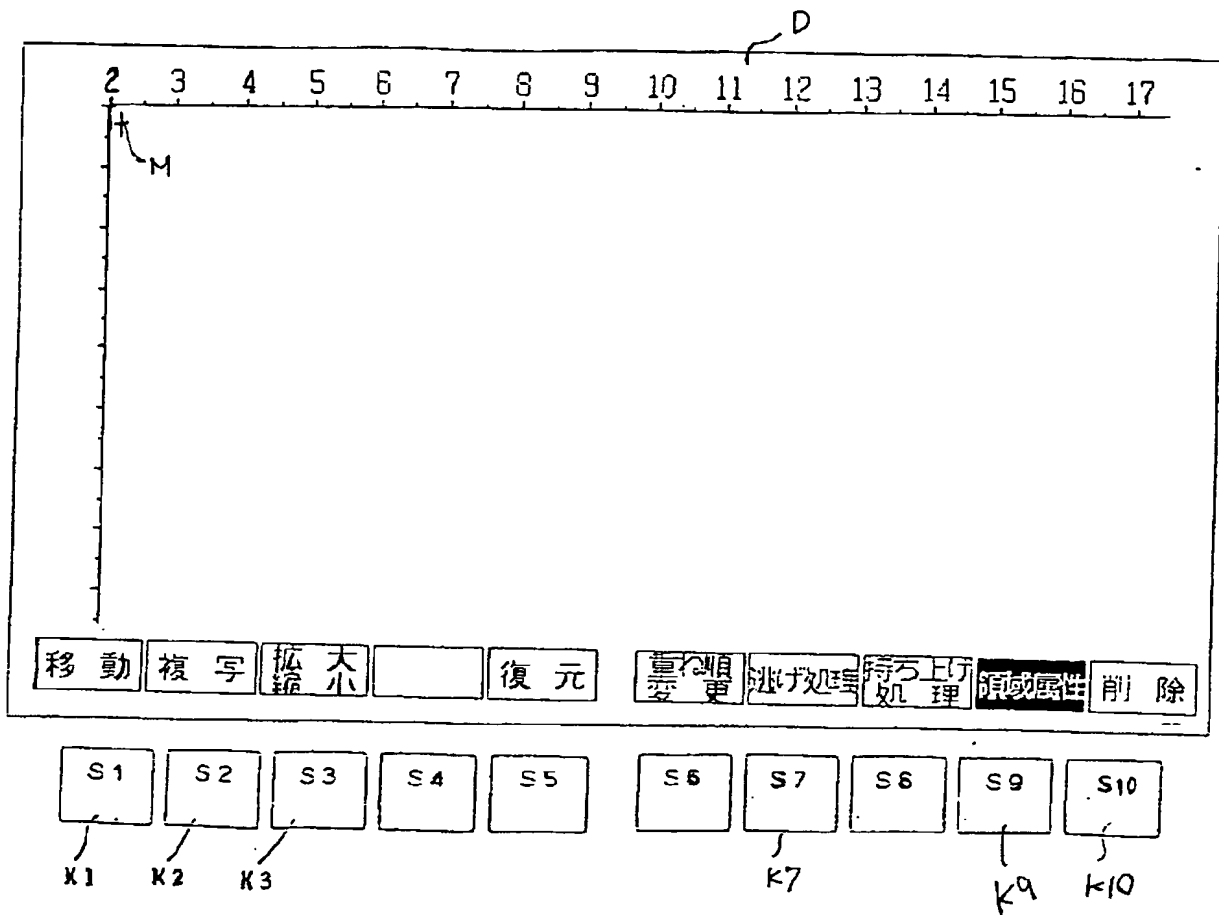 D
2 3 4 5 6 7 8 9 10 11 12 13 14 15 16 17
M
移動 複写 拡大縮小 復元 重ね順変更 逃げ処理 持ち上げ処理 領域属性 削除
S1 S2 S3 S4 S5 S6 S7 S8 S9 S10
K1 K2 K3 K7 K9 K10